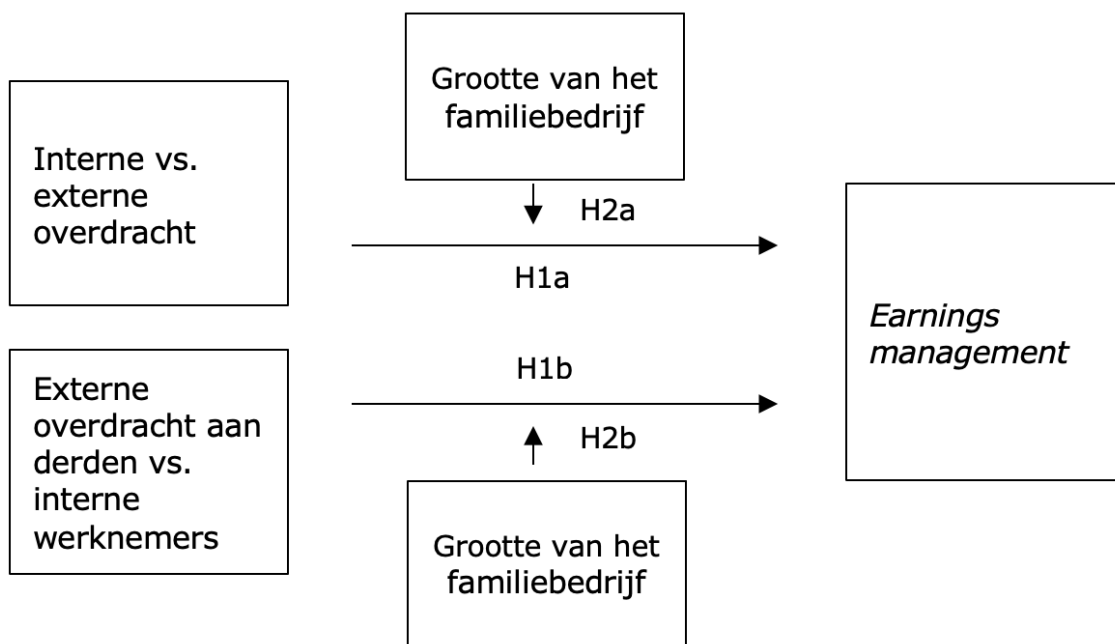 Grootte van het
familiebedrijf
Interne vs.
externe
overdracht
H2a
H1a
Earnings
management
H1b
Externe
overdracht aan
derden vs.
interne
werknemers
H2b
Grootte van het
familiebedrijf